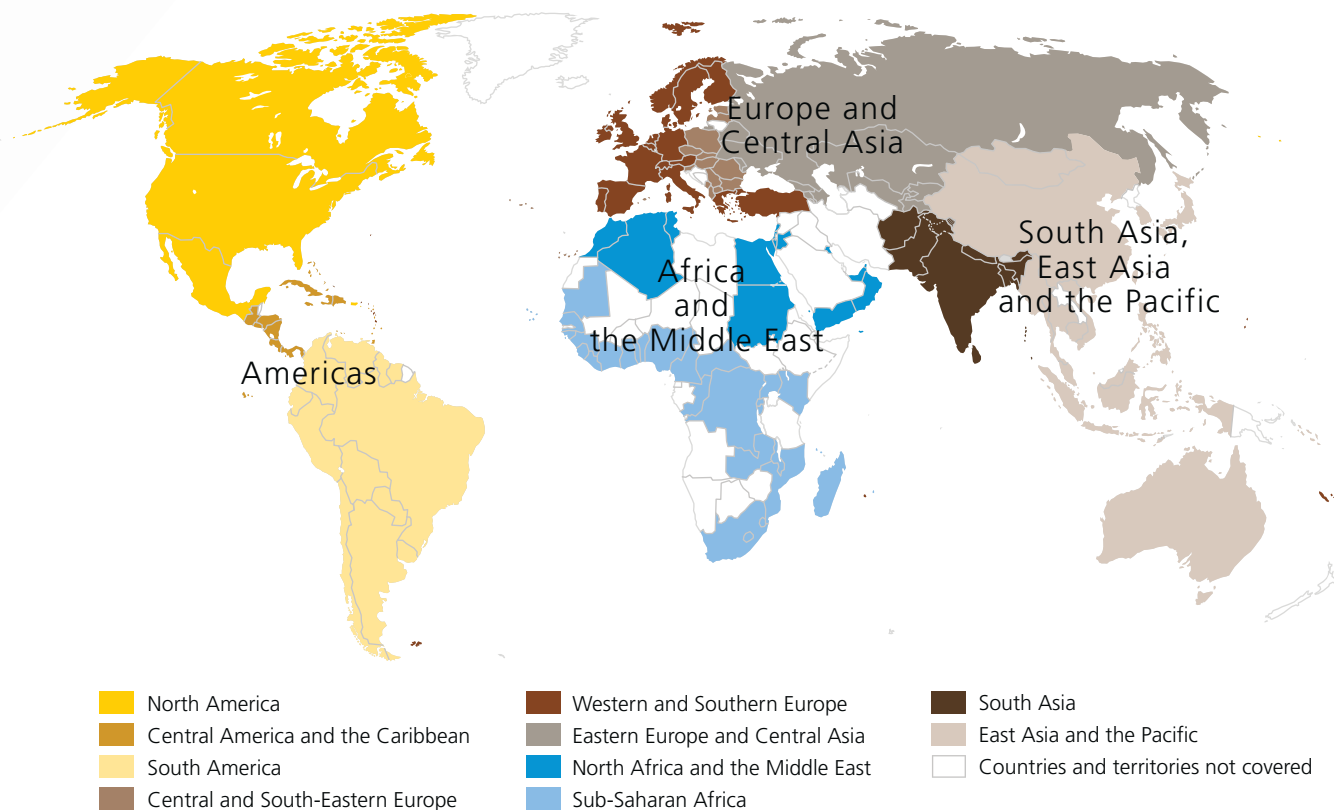 Europe and
Central Asia
South Asia,
East Asia
and the Pacific
Africa
and
the Middle East
Americas
North America
Central America and the Caribbean
South America
Central and South-Eastern Europe
Western and Southern Europe
Eastern Europe and Central Asia
North Africa and the Middle East
Sub-Saharan Africa
South Asia
East Asia and the Pacific
Countries and territories not covered